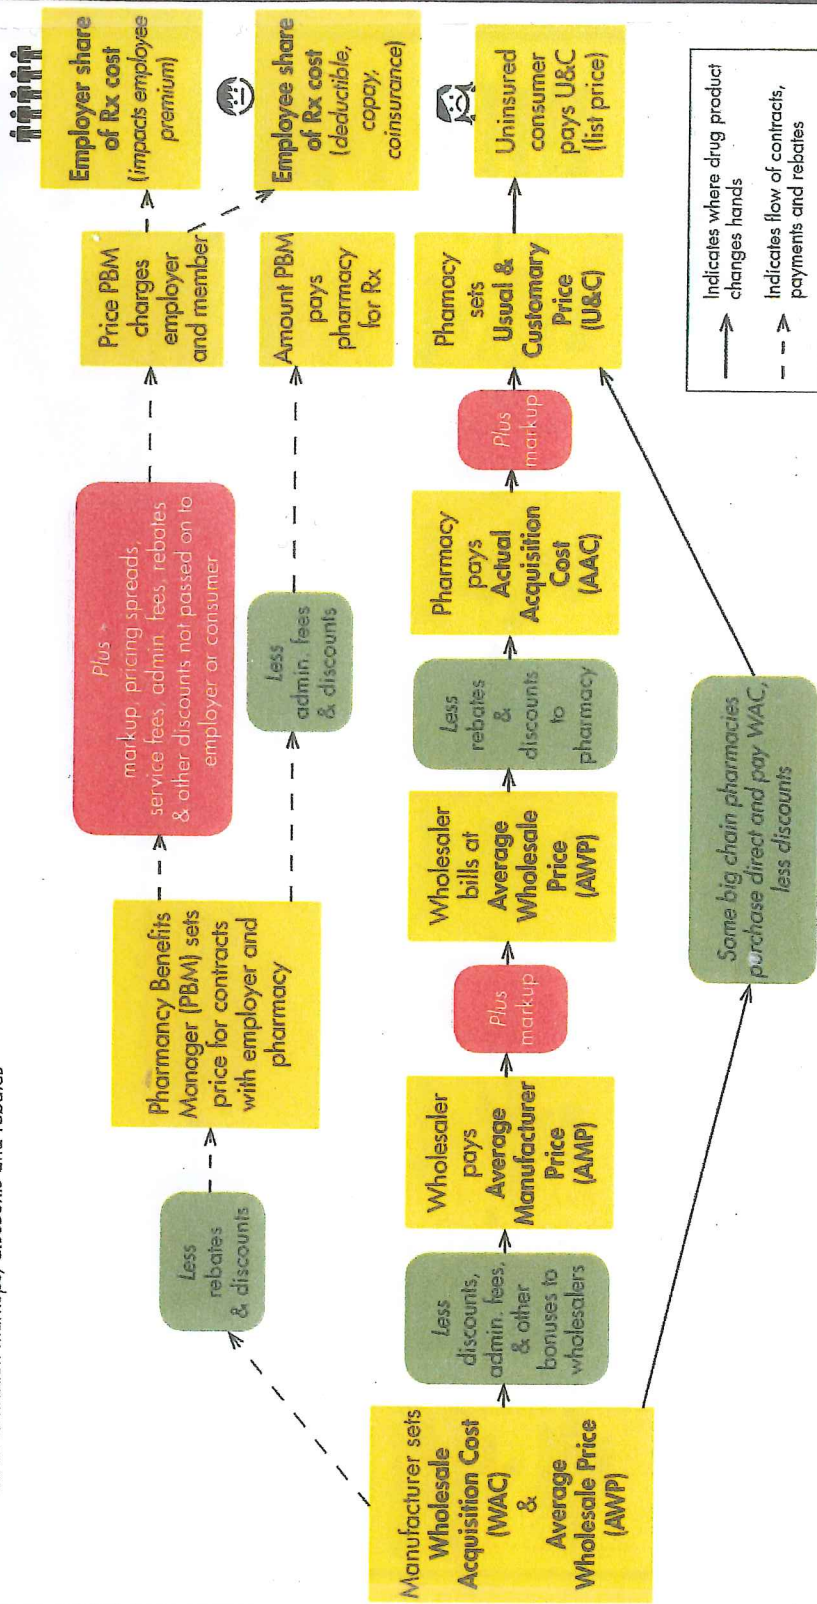 Manufacturer sets
Wholesale
Acquisition Cost
(WAC)
&
Average
Wholesale Price
(AWP)
Less
rebates
& discounts
Pharmancy Benefits
Manager (PBM) sets
price for contracts
with employer and
pharmacy
Plus
markup, pricing spreads,
service fees, admin. fees, rebates
& other discounts not passed on to
employer or consumer
Price PBM
charges
employer
and member
Employer share
of Rx cost
(impacts employee
premium)
Employee share
of Rx cost
(deductible,
copay,
coinsurance)
Less
admin. fees
& discounts
Amount PBM
pays
pharmacy
for Rx
Less
discounts,
admin. fees,
& other
bonuses to
wholesalers
Wholesaler
pays
Average
Manufacturer
Price
(AMP)
Plus
markup
Wholesaler
bills at
Average
Wholesale
Price
(AWP)
Less
rebates
&
discounts
to
pharmacy
Pharmacy
pays
Actual
Acquisition
Cost
(AAC)
Plus
markup
Pharmacy
sets
Usual &
Customary
Price
(U&C)
Uninsured
consumer
pays U&C
(list price)
Some big chain pharmacies
purchase direct and pay WAC,
less discounts
Indicates where drug product
changes hands
Indicates flow of contracts,
payments and rebates